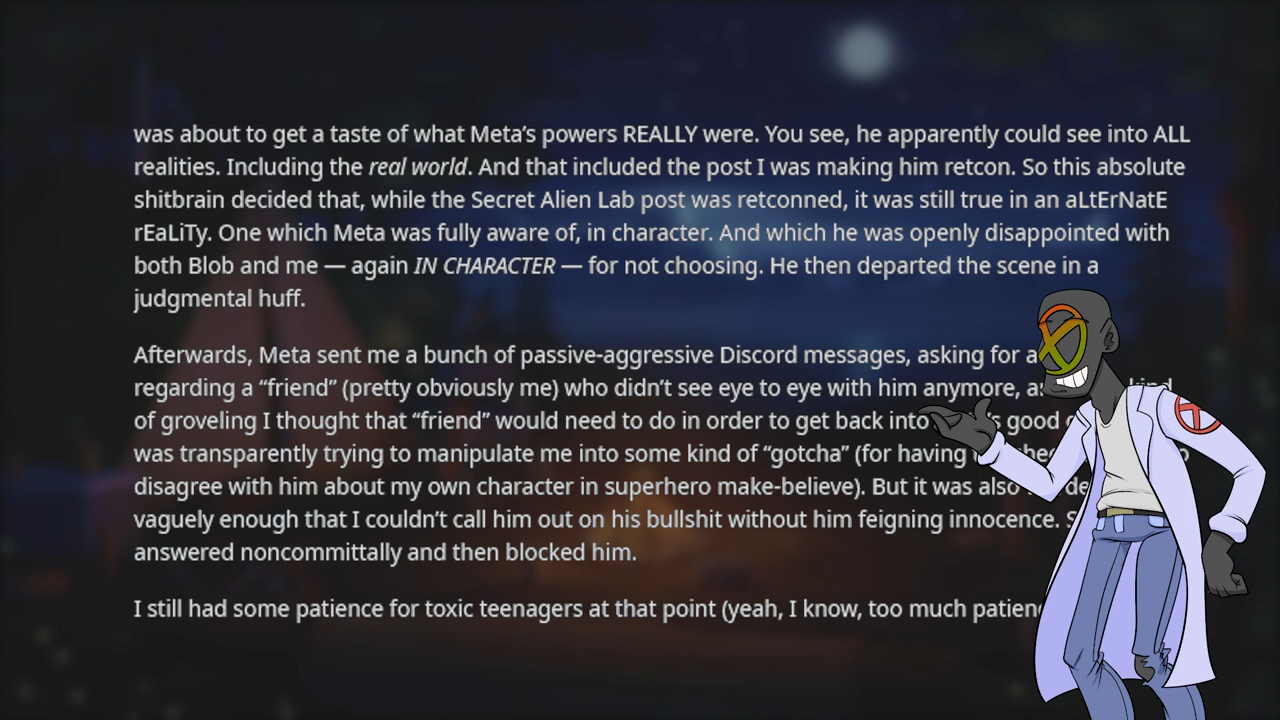 was about to get a taste of what Meta’s powers REALLY were. You see, he apparently could see into ALL
realities. Including the real world. And that included the post I was making him retcon. So this absolute
shitbrain decided that, while the Secret Alien Lab post was retconned, it was still true in an aLtErNatE
rEaLiTy. One which Meta was fully aware of, in character. And which he was openly disappointed with
both Blob and me — again IN CHARACTER — for not choosing. He then departed the scene in a
judgmental huff.
Afterwards, Meta sent me a bunch of passive-aggressive Discord messages, asking for
regarding a “friend” (pretty obviously me) who didn’t see eye to eye with him anymore, kind
of groveling I thought that “friend” would need to do in order to get back into good
was transparently trying to manipulate me into some kind of “gotcha” (for having
disagree with him about my own character in superhero make-believe). But it was also
vaguely enough that I couldn’t call him out on his bullshit without him feigning innocence.
answered noncommittally and then blocked him.
I still had some patience for toxic teenagers at that point (yeah, I know, too much